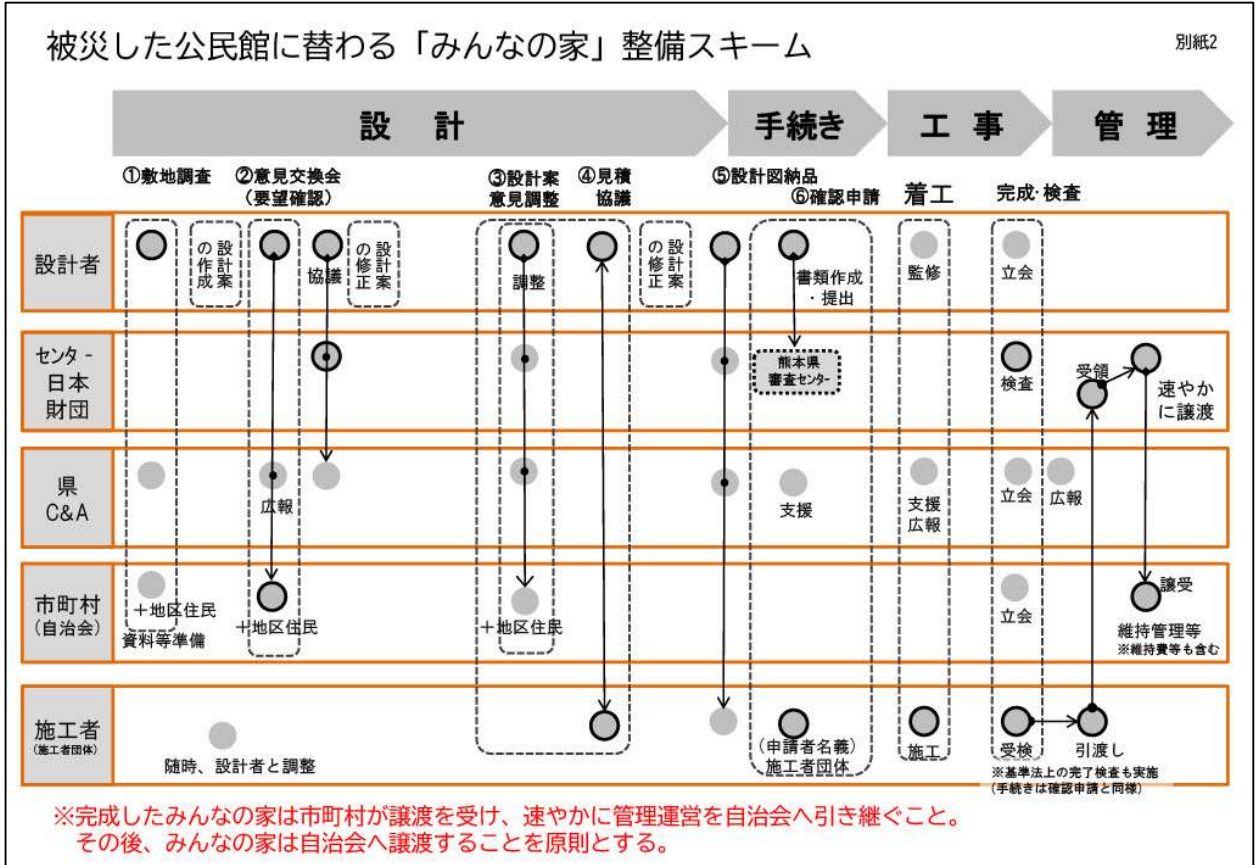 被災した公民館に替わる「みんなの家」整備スキーム
別紙2
設 計
手続き
工 事
管 理
①敷地調査
②意見交換会
(要望確認)
③設計案
意見調整
④見積
協議
⑤設計図納品
⑥確認申請
着工
完成・検査
設計者
設計案
の作成
協議
設計案
の修正
調整
設計案
の修正
書類作成
・提出
監修
立会
センタ -
日本
財団
熊本県
審査センター
検査
受領
速やか
に譲渡
県
C&A
広報
支援
支援
広報
立会
広報
市町村
(自治会)
+地区住民
資料等準備
+地区住民
+地区住民
立会
譲受
維持管理等
※維持費等も含む
施工者
(施工者団体)
随時、設計者と調整
(申請者名義)
施工者団体
施工
受検
引渡し
※基準法上の完了検査も実施
(手続きは確認申請と同様)
※完成したみんなの家は市町村が譲渡を受け、速やかに管理運営を自治会へ引き継ぐこと。
その後、みんなの家は自治会へ譲渡することを原則とする。